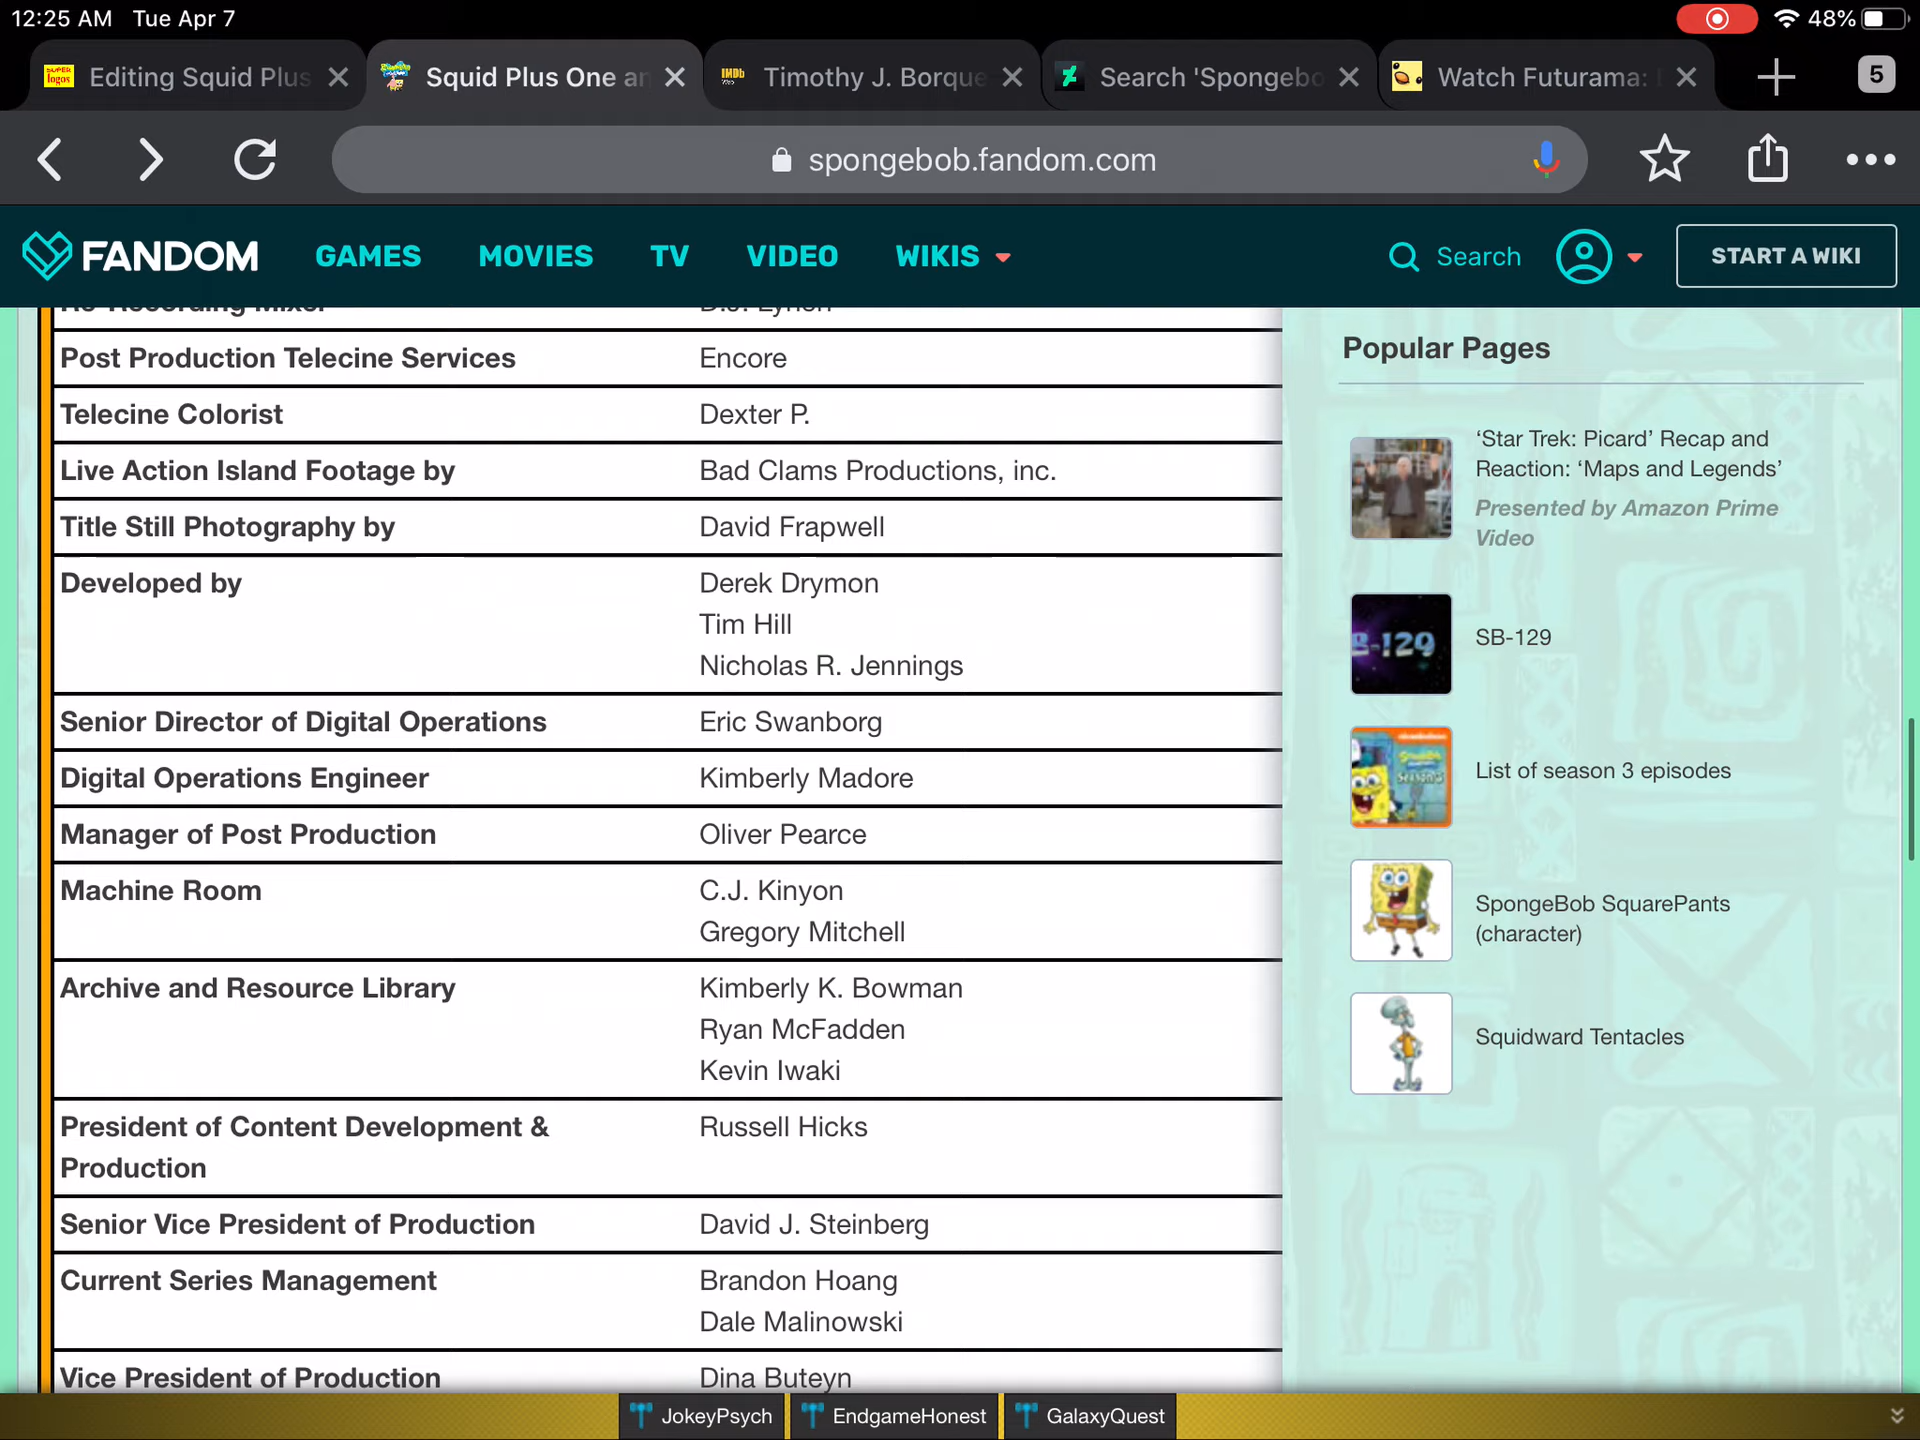 12:25 AM Tue Apr 7
48%
Editing Squid Plus
Squid Plus One an
IMDb
Timothy J. Borque
Search 'Spongebo
Watch Futurama:
5
spongebob.fandom.com
FANDOM
GAMES
MOVIES
TV
VIDEO
WIKIS
Search
START A WIKI
Re-Recording Mixer
D.J. Lynch
Post Production Telecine Services
Encore
Telecine Colorist
Dexter P.
Live Action Island Footage by
Bad Clams Productions, inc.
Title Still Photography by
David Frapwell
Developed by
Derek Drymon
Tim Hill
Nicholas R. Jennings
Senior Director of Digital Operations
Eric Swanborg
Digital Operations Engineer
Kimberly Madore
Manager of Post Production
Oliver Pearce
Machine Room
C.J. Kinyon
Gregory Mitchell
Archive and Resource Library
Kimberly K. Bowman
Ryan McFadden
Kevin Iwaki
President of Content Development &
Production
Russell Hicks
Senior Vice President of Production
David J. Steinberg
Current Series Management
Brandon Hoang
Dale Malinowski
Vice President of Production
Dina Buteyn
Popular Pages
‘Star Trek: Picard’ Recap and
Reaction: ‘Maps and Legends’
Presented by Amazon Prime
Video
SB-129
List of season 3 episodes
SpongeBob SquarePants
(character)
Squidward Tentacles
JokeyPsych
EndgameHonest
GalaxyQuest